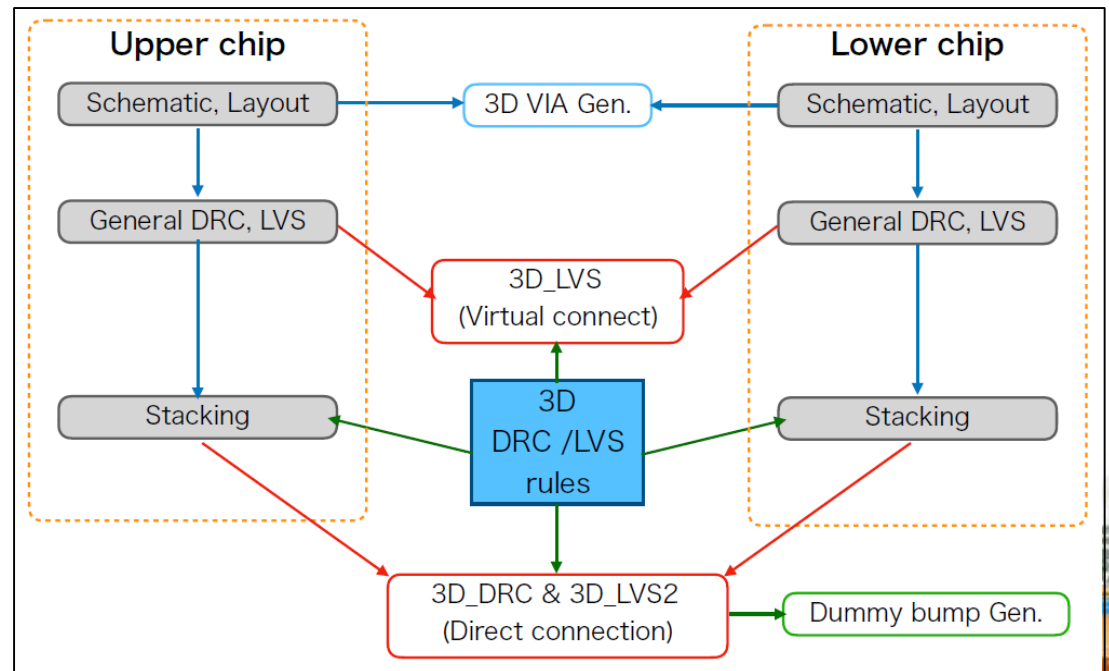 Upper chip
Lower chip
Schematic, Layout
3D VIA Gen.
Schematic, Layout
General DRC, LVS
General DRC, LVS
3D_LVS
(Virtual connect)
Stacking
3D
DRC /LVS
rules
Stacking
3D_DRC & 3D_LVS2
(Direct connection)
Dummy bump Gen.